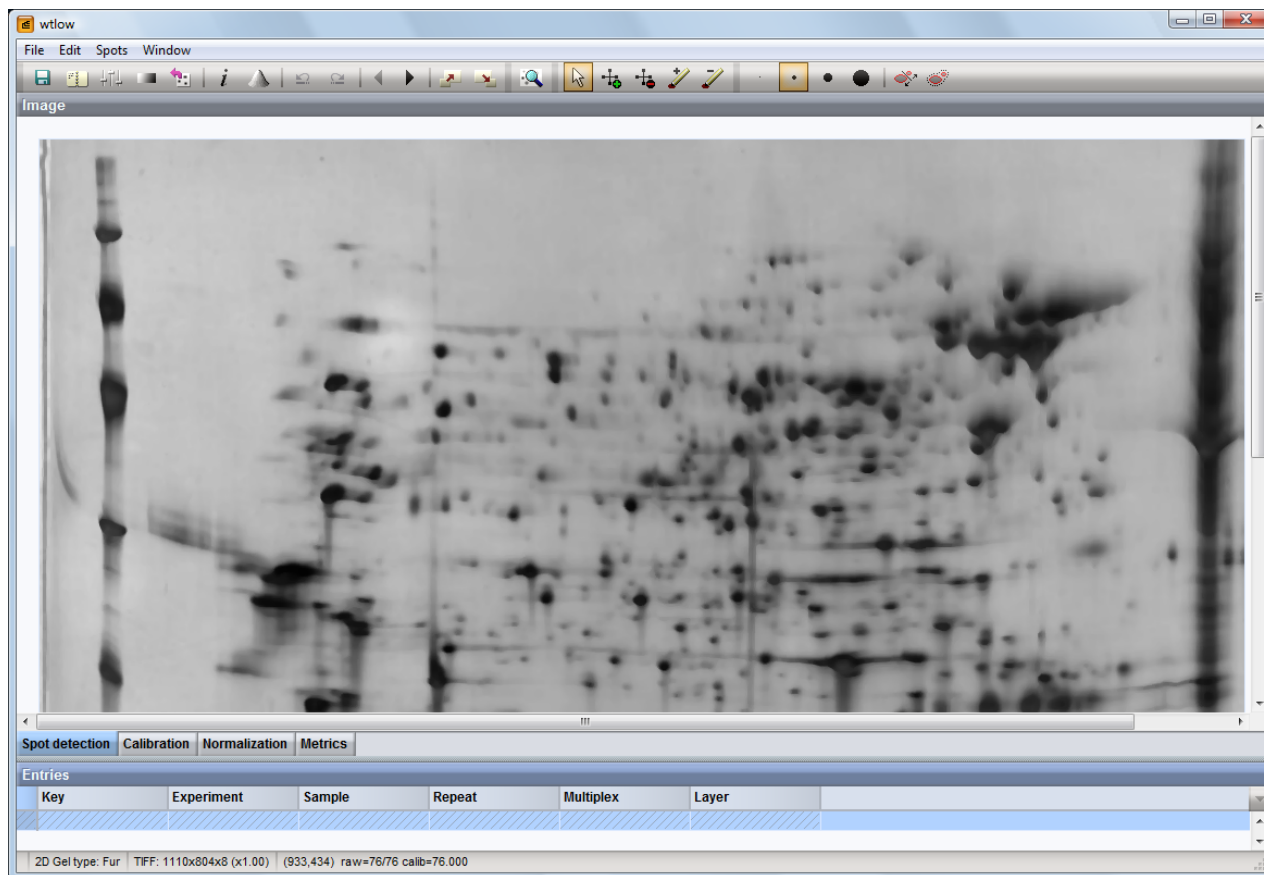 wtlow
File Edit Spots Window
Image
Spot detection Calibration Normalization Metrics
Entries
Key Experiment Sample Repeat Multiplex Layer
2D Gel type: Fur TIFF: 1110x804x8 (x1.00) (933,434) raw=76/76 calib=76.000